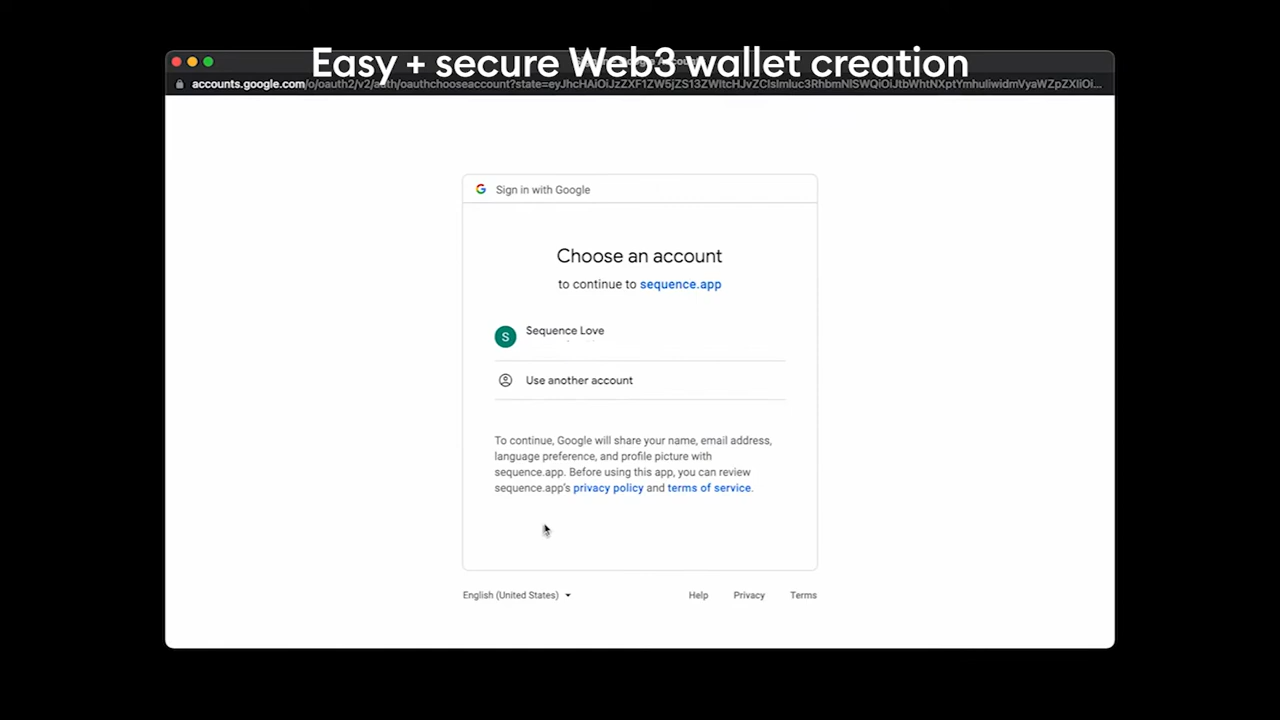 Easy + secure Web3 wallet creation
Sign in with Google
Choose an account
to continue to sequence.app
S
Sequence Love
Use another account
To continue, Google will share your name, email address,
language preference, and profile picture with
sequence.app. Before using this app, you can review
sequence.app's privacy policy and terms of service.
English (United States)
Help
Privacy
Terms